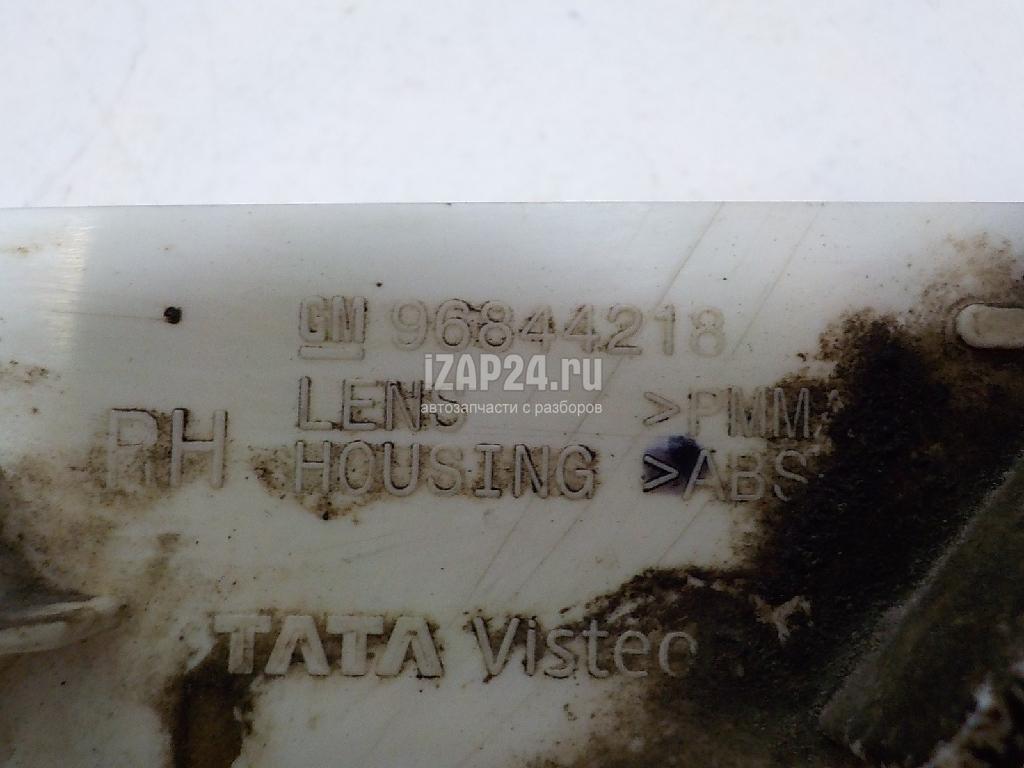 GM 96844218
iZAP24.ru
автозапчасти с разборов
LENS >PMM
RH
HOUSING >ABS
TATA Visteo